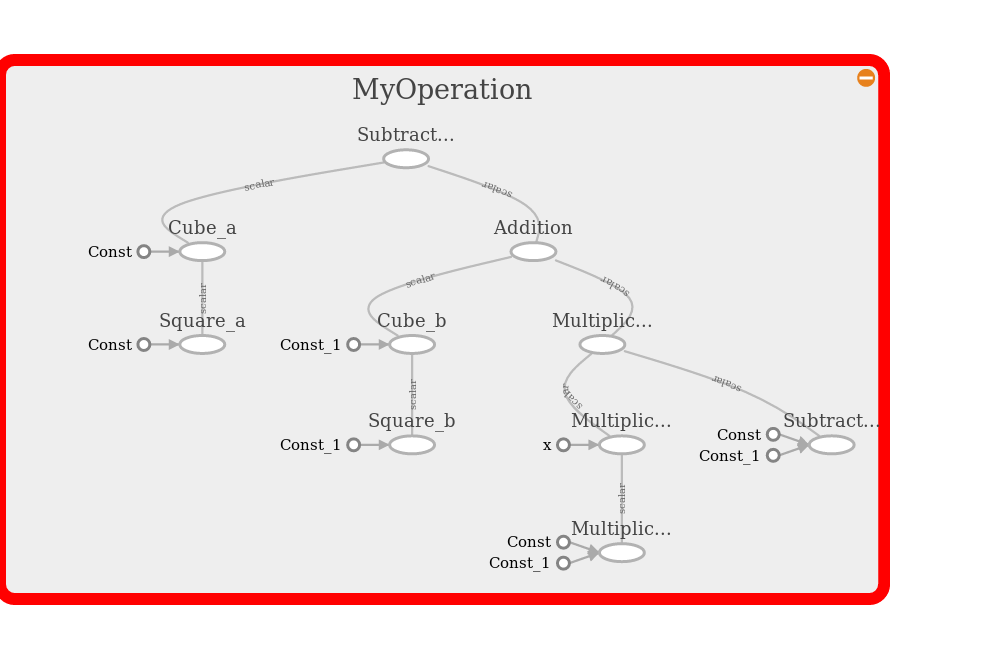 MyOperation
Subtract...
scalar
scalar
Cube_a
Addition
Const
scalar
scalar
scalar
Square_a
Cube_b
Multiplic...
Const
Const_1
scalar
scalar
scalar
Square_b
Multiplic...
Subtract...
Const
Const_1
x
Const_1
scalar
Multiplic...
Const
Const_1